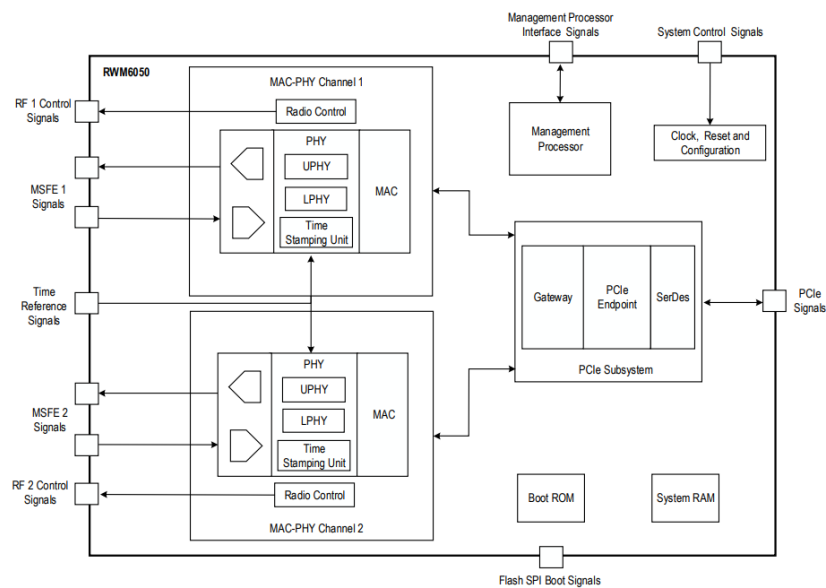 Management Processor
Interface Signals
System Control Signals
RWM6050
MAC-PHY Channel 1
RF 1 Control
Signals
Radio Control
PHY
UPHY
LPHY
Time
Stamping Unit
MAC
MSFE 1
Signals
Management
Processor
Clock, Reset and
Configuration
Time
Reference
Signals
Gateway
PCIe
Endpoint
SerDes
PCIe Subsystem
PCIe
Signals
PHY
UPHY
LPHY
Time
Stamping Unit
MAC
MSFE 2
Signals
RF 2 Control
Signals
Radio Control
MAC-PHY Channel 2
Boot ROM
System RAM
Flash SPI Boot Signals